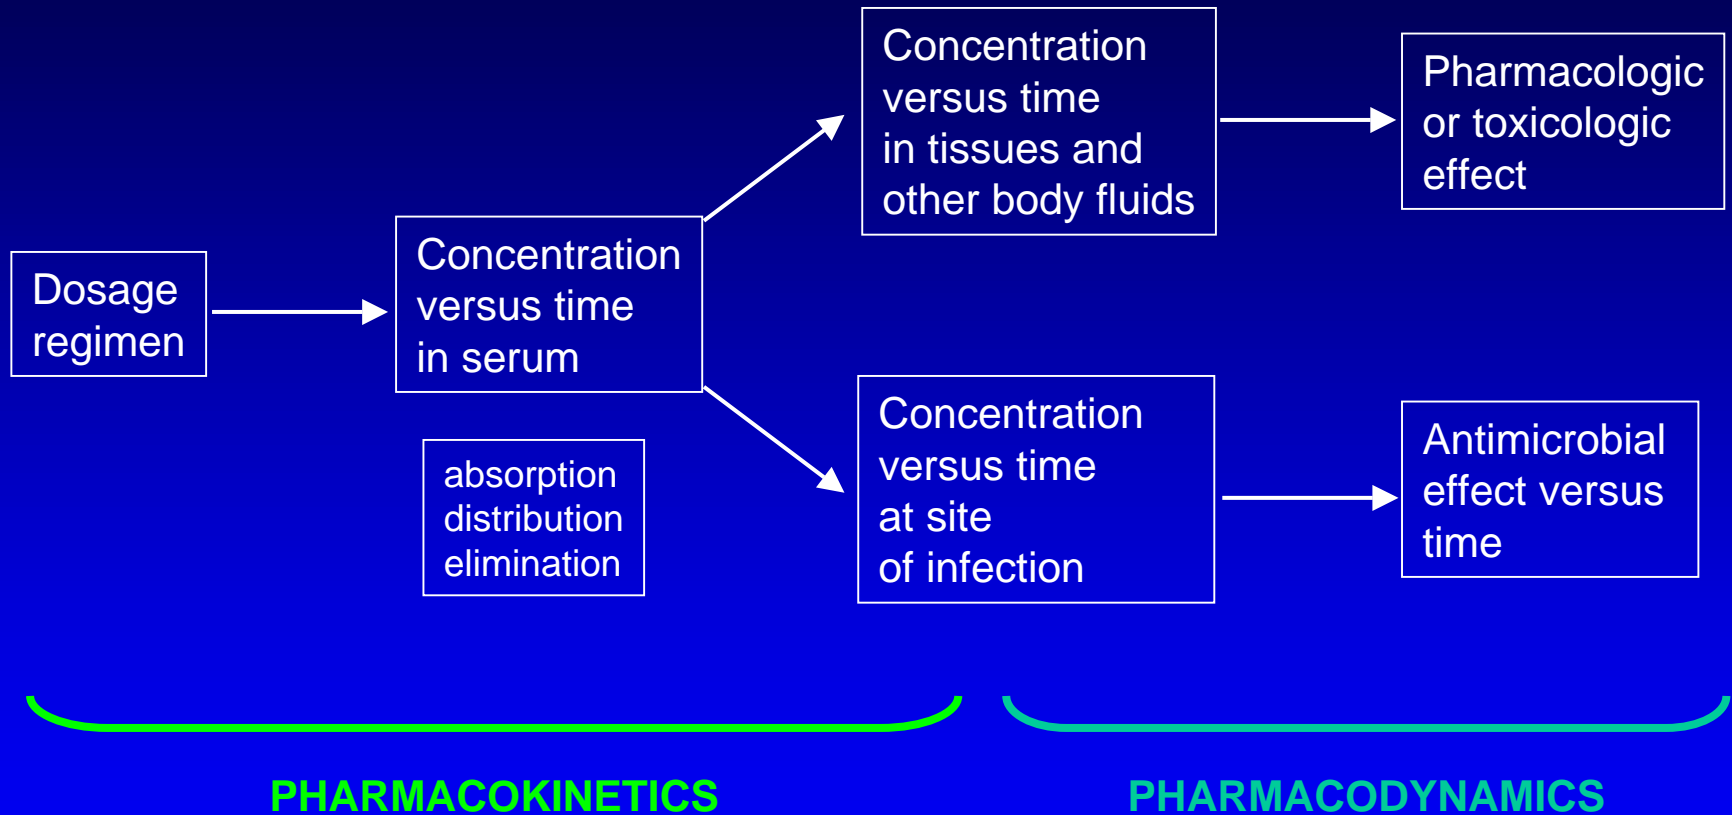 Dosage
regimen
Concentration
versus time
in serum
absorption
distribution
elimination
Concentration
versus time
in tissues and
other body fluids
Pharmacologic
or toxicologic
effect
Concentration
versus time
at site
of infection
Antimicrobial
effect versus
time
PHARMACOKINETICS
PHARMACODYNAMICS